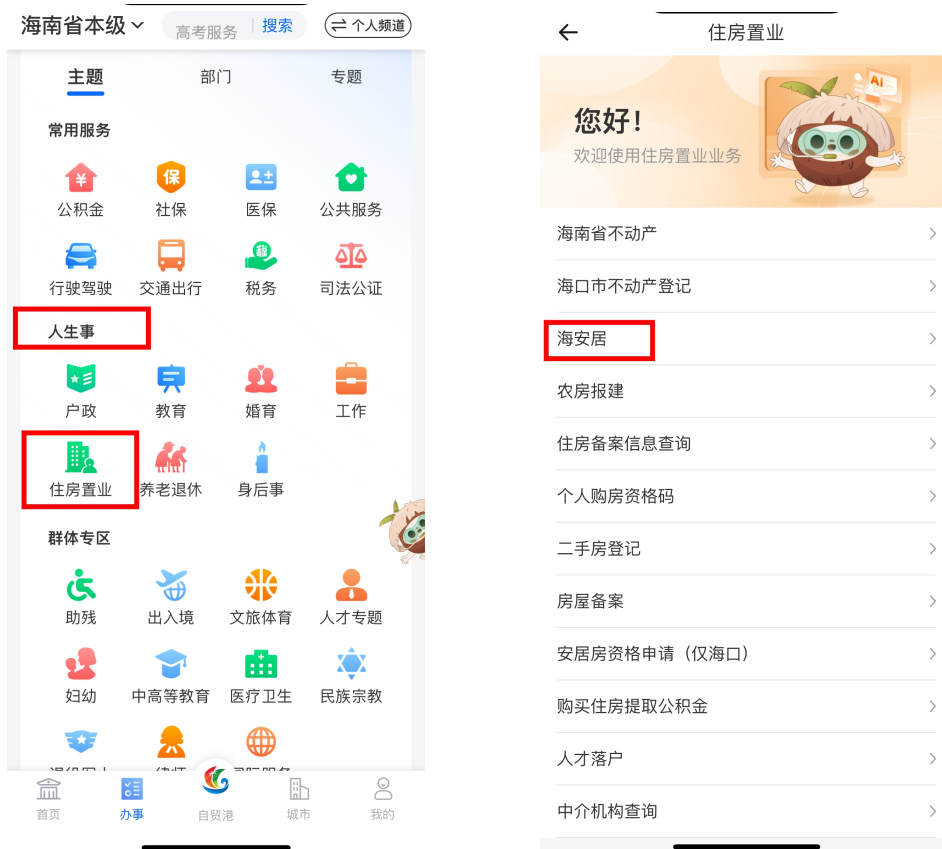 海南省本级
高考服务
搜索
个人频道
主题
部门
专题
常用服务
公积金
社保
医保
公共服务
行驶驾驶
交通出行
税务
司法公证
人生事
户政
教育
婚育
工作
住房置业
养老退休
身后事
群体专区
助残
出入境
文旅体育
人才专题
妇幼
中高等教育
医疗卫生
民族宗教
首页
办事
自贸港
城市
我的
住房置业
您好!
欢迎使用住房置业业务
AI
海南省不动产
海口市不动产登记
海安居
农房报建
住房备案信息查询
个人购房资格码
二手房登记
房屋备案
安居房资格申请（仅海口）
购买住房提取公积金
人才落户
中介机构查询